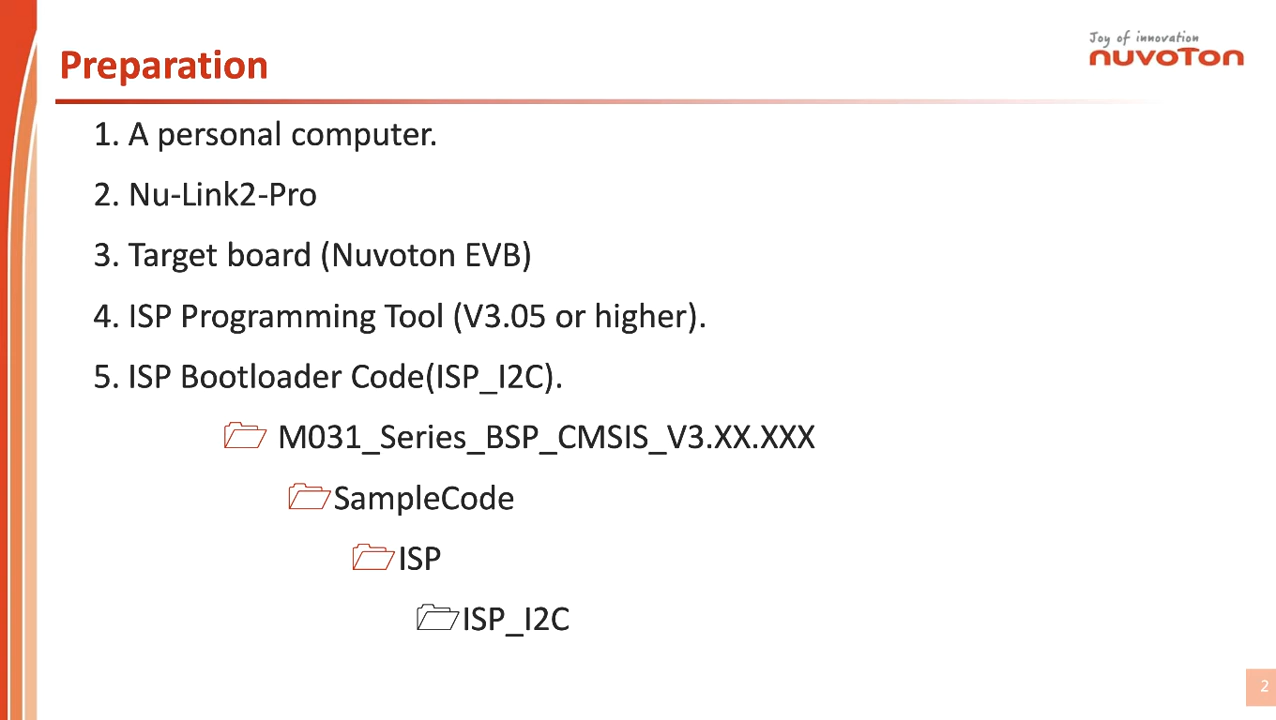 Joy of innovation
nuvoTon
Preparation
1. A personal computer.
2. Nu-Link2-Pro
3. Target board (Nuvoton EVB)
4. ISP Programming Tool (V3.05 or higher).
5. ISP Bootloader Code(ISP_I2C).
M031_Series_BSP_CMSIS_V3.XX.XXX
SampleCode
ISP
ISP_I2C
2